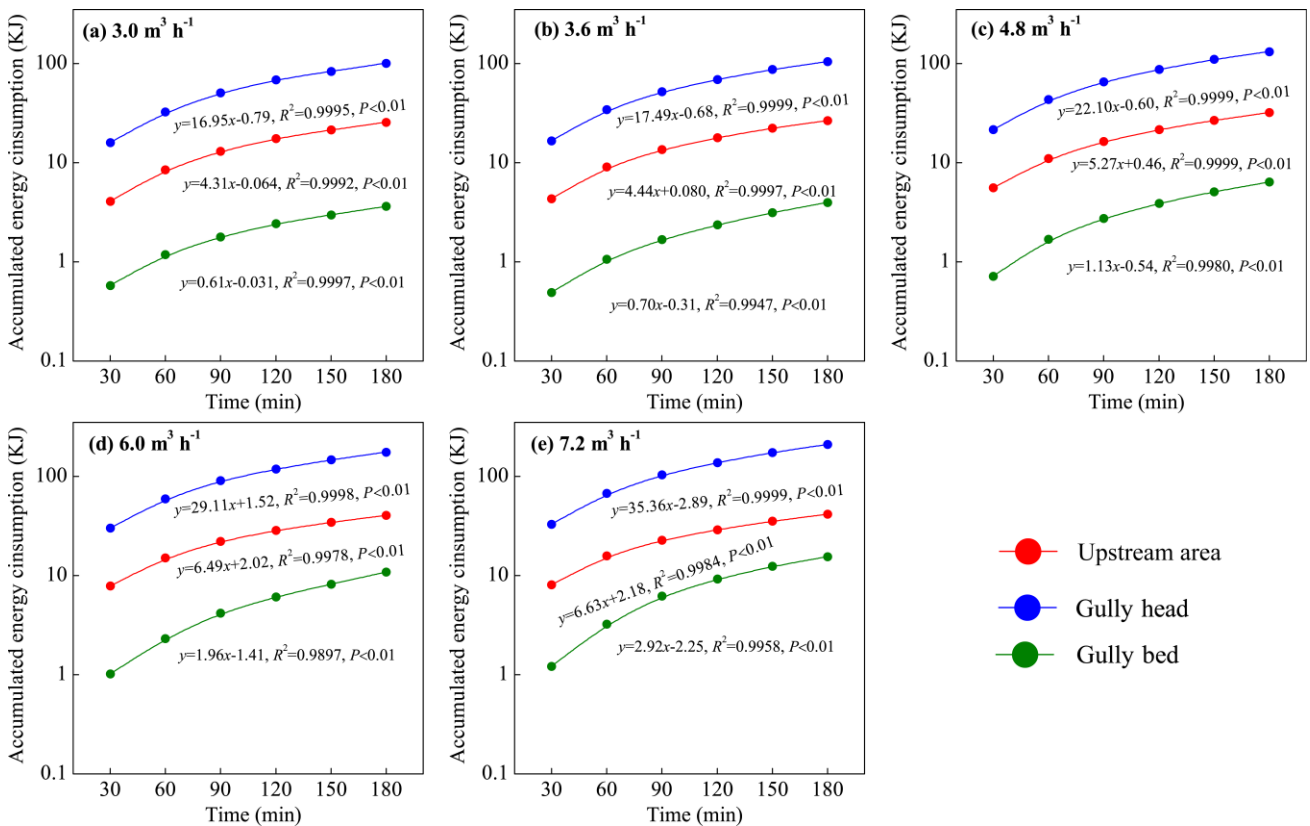 (a) 3.0 m³ h⁻¹
Accumulated energy cinsumption (KJ)
100
10
1
0.1
y=16.95x-0.79, R²=0.9995, P<0.01
y=4.31x-0.064, R²=0.9992, P<0.01
y=0.61x-0.031, R²=0.9997, P<0.01
30 60 90 120 150 180
Time (min)
(b) 3.6 m³ h⁻¹
Accumulated energy cinsumption (KJ)
100
10
1
0.1
y=17.49x-0.68, R²=0.9999, P<0.01
y=4.44x+0.080, R²=0.9997, P<0.01
y=0.70x-0.31, R²=0.9947, P<0.01
30 60 90 120 150 180
Time (min)
(c) 4.8 m³ h⁻¹
Accumulated energy cinsumption (KJ)
100
10
1
0.1
y=22.10x-0.60, R²=0.9999, P<0.01
y=5.27x+0.46, R²=0.9999, P<0.01
y=1.13x-0.54, R²=0.9980, P<0.01
30 60 90 120 150 180
Time (min)
(d) 6.0 m³ h⁻¹
Accumulated energy cinsumption (KJ)
100
10
1
0.1
y=29.11x+1.52, R²=0.9998, P<0.01
y=6.49x+2.02, R²=0.9978, P<0.01
y=1.96x-1.41, R²=0.9897, P<0.01
30 60 90 120 150 180
Time (min)
(e) 7.2 m³ h⁻¹
Accumulated energy cinsumption (KJ)
100
10
1
0.1
y=35.36x-2.89, R²=0.9999, P<0.01
y=6.63x+2.18, R²=0.9984, P<0.01
y=2.92x-2.25, R²=0.9958, P<0.01
30 60 90 120 150 180
Time (min)
Upstream area
Gully head
Gully bed